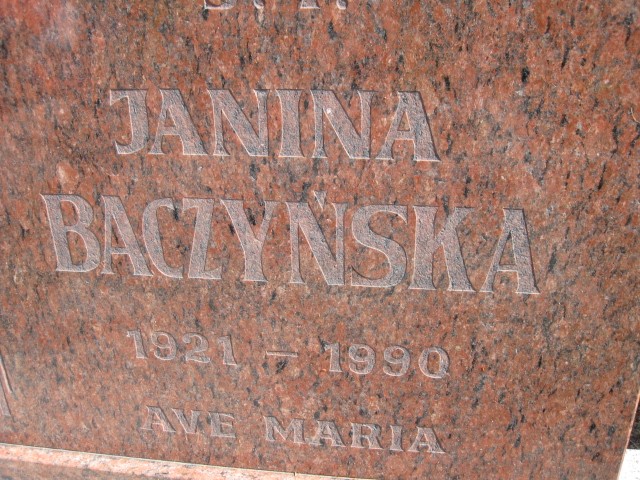 JANINA
BACZYŃSKA
1921 – 1990
AVE MARIA